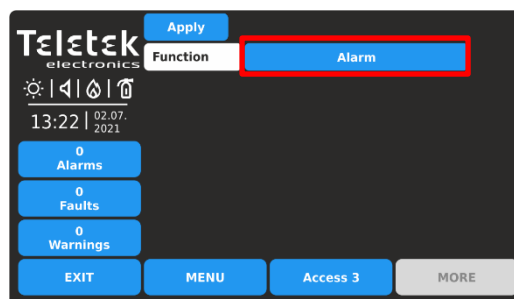 Teletek
electronics
Apply
Function
Alarm
13:22 | 02.07.
2021
0
Alarms
0
Faults
0
Warnings
EXIT
MENU
Access 3
MORE